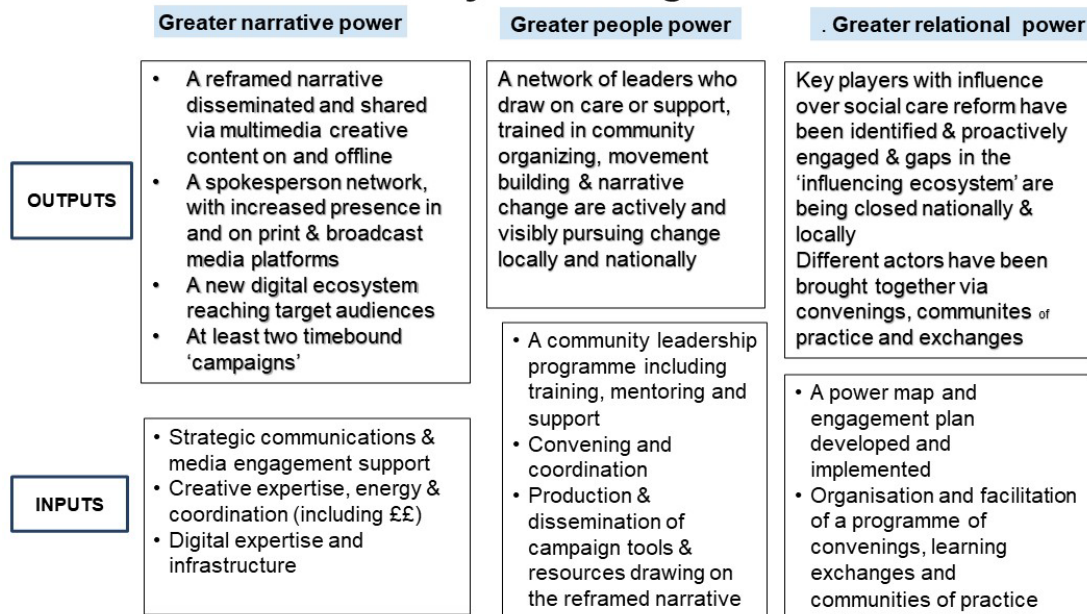 Greater narrative power
Greater people power
. Greater relational power
OUTPUTS
• A reframed narrative
disseminated and shared
via multimedia creative
content on and offline
• A spokesperson network,
with increased presence in
and on print & broadcast
media platforms
• A new digital ecosystem
reaching target audiences
• At least two timebound
‘campaigns’
A network of leaders who
draw on care or support,
trained in community
organizing, movement
building & narrative
change are actively and
visibly pursuing change
locally and nationally
Key players with influence
over social care reform have
been identified & proactively
engaged & gaps in the
‘influencing ecosystem’ are
being closed nationally &
locally
Different actors have been
brought together via
convenings, communites of
practice and exchanges
INPUTS
• Strategic communications &
media engagement support
• Creative expertise, energy &
coordination (including ££)
• Digital expertise and
infrastructure
• A community leadership
programme including
training, mentoring and
support
• Convening and
coordination
• Production &
dissemination of
campaign tools &
resources drawing on
the reframed narrative
• A power map and
engagement plan
developed and
implemented
• Organisation and facilitation
of a programme of
convenings, learning
exchanges and
communities of practice